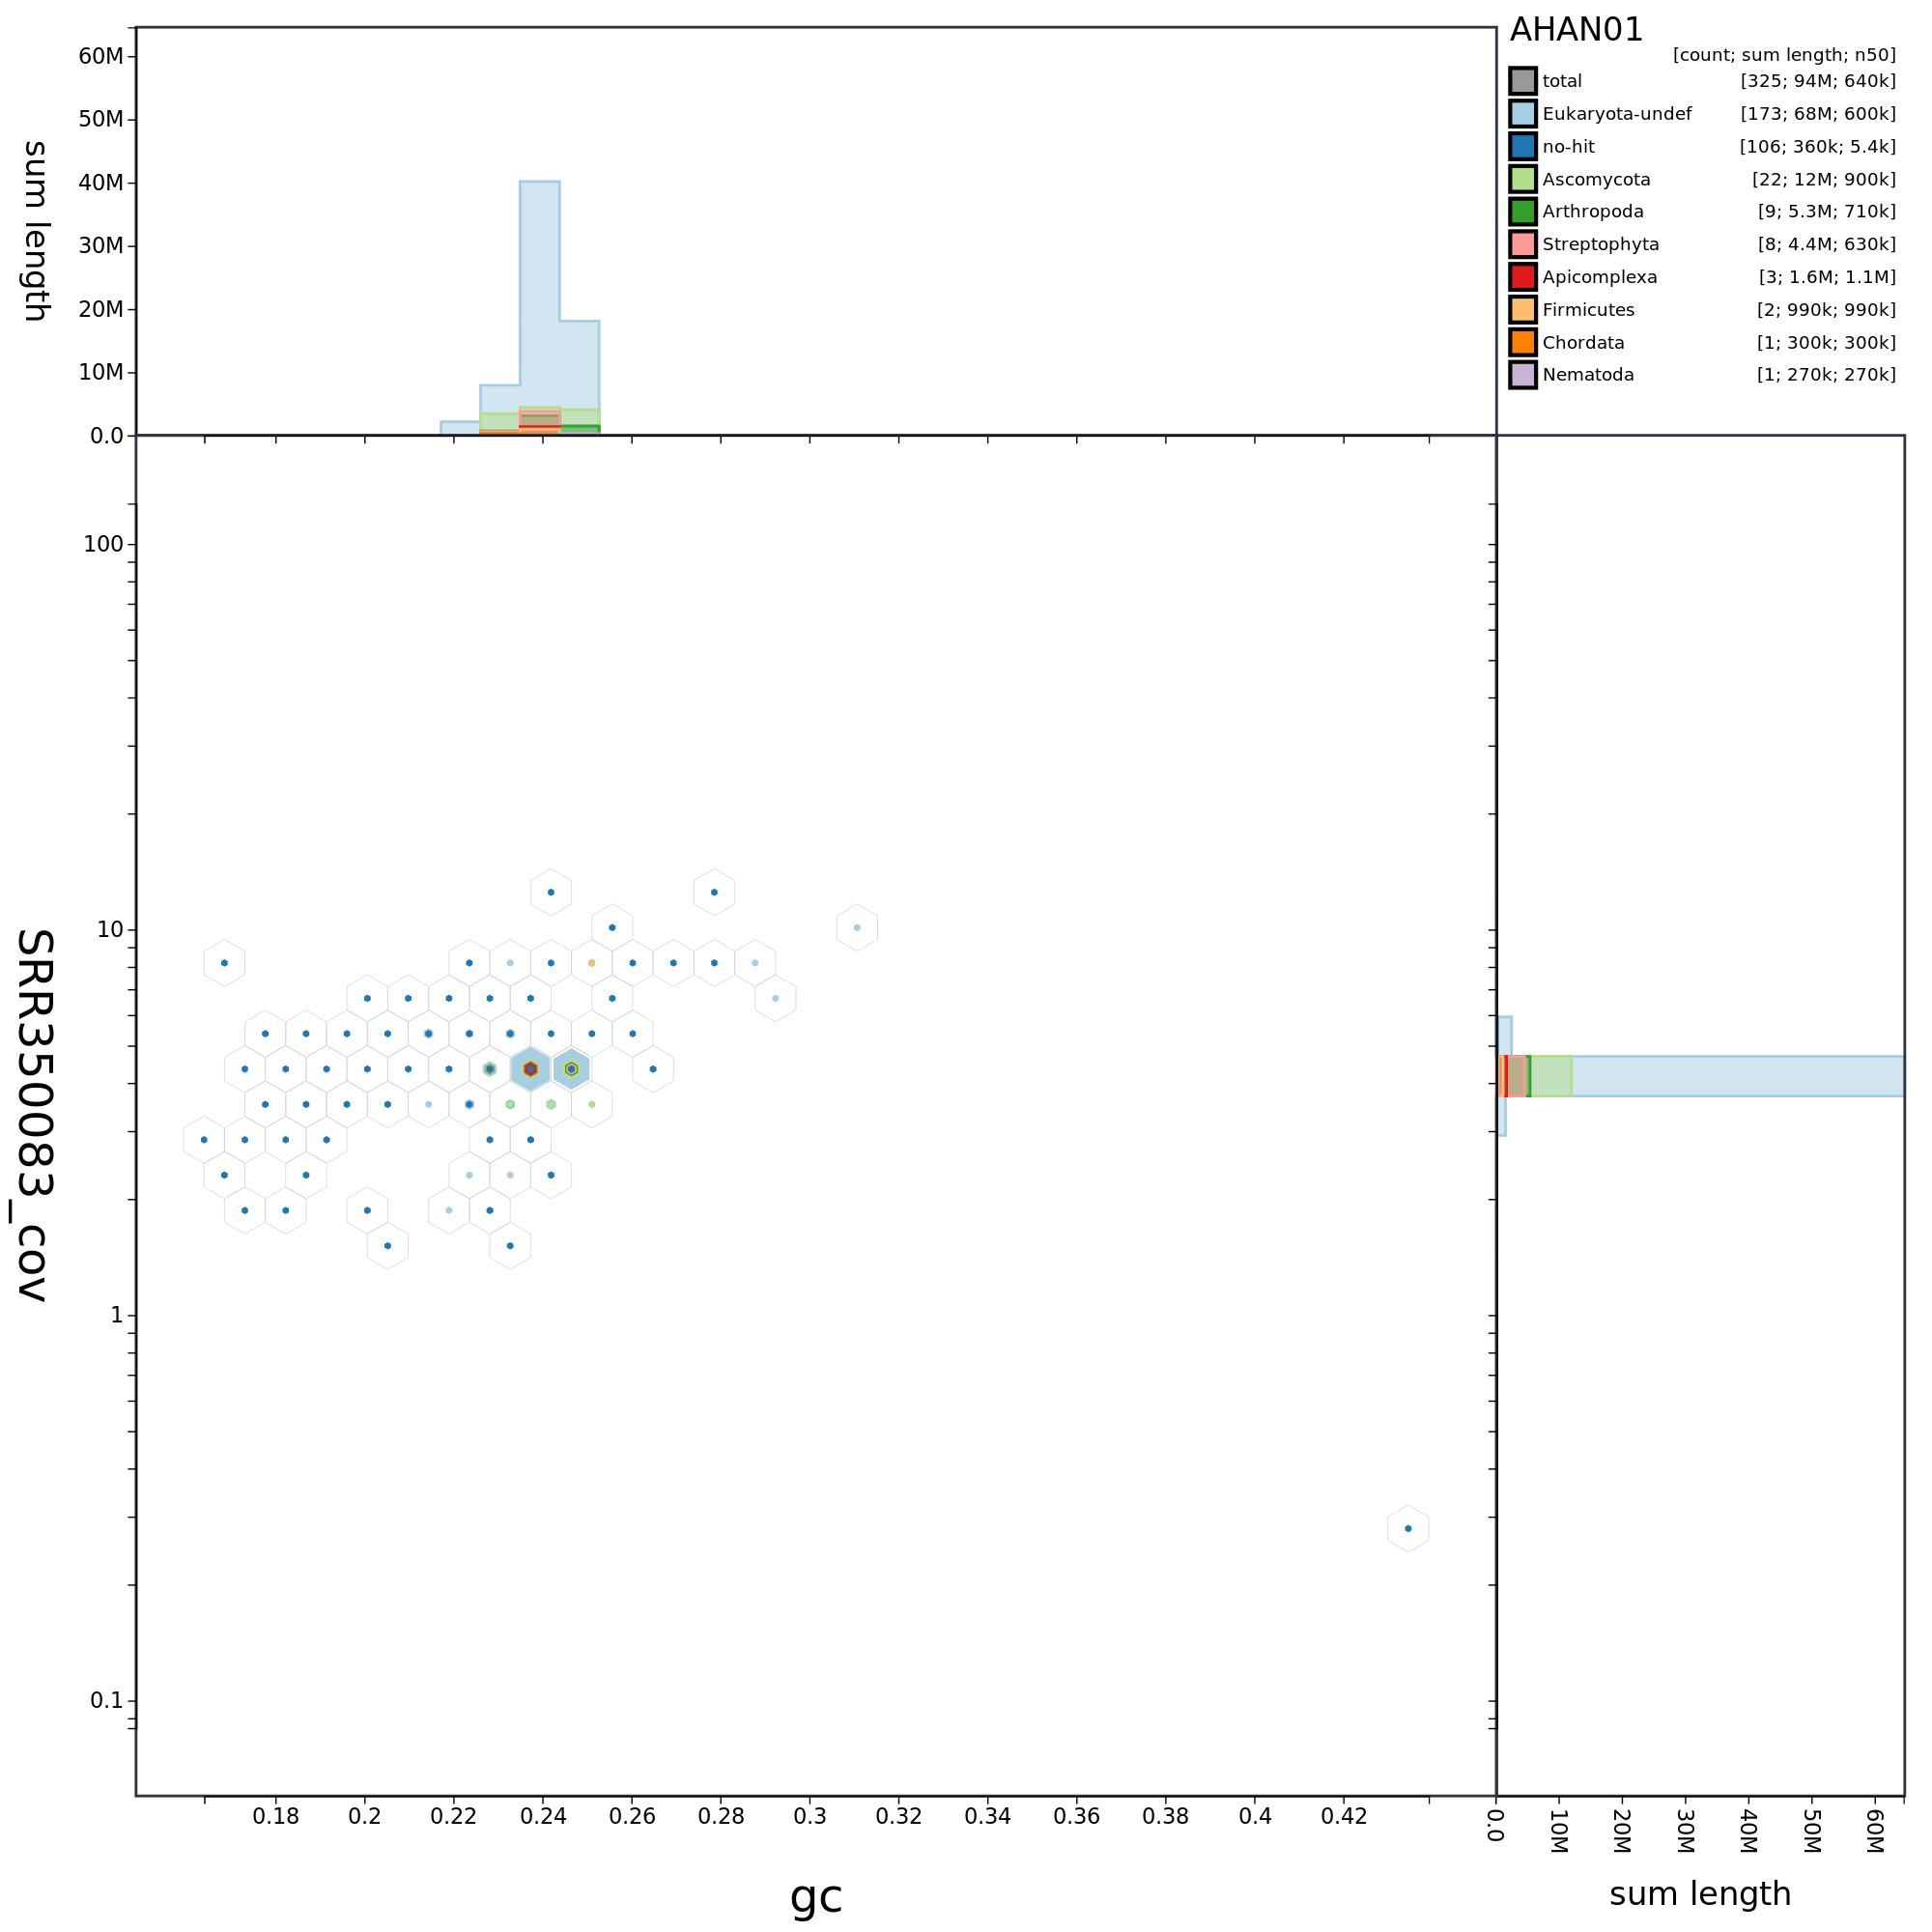 AHAN01
[count; sum length; n50]
total [325; 94M; 640k]
Eukaryota-undef [173; 68M; 600k]
no-hit [106; 360k; 5.4k]
Ascomycota [22; 12M; 900k]
Arthropoda [9; 5.3M; 710k]
Streptophyta [8; 4.4M; 630k]
Apicomplexa [3; 1.6M; 1.1M]
Firmicutes [2; 990k; 990k]
Chordata [1; 300k; 300k]
Nematoda [1; 270k; 270k]
sum length
60M
50M
40M
30M
20M
10M
0.0
SRR350083_cov
100
10
1
0.1
0.18 0.2 0.22 0.24 0.26 0.28 0.3 0.32 0.34 0.36 0.38 0.4 0.42
gc
0.0 10M 20M 30M 40M 50M 60M
sum length